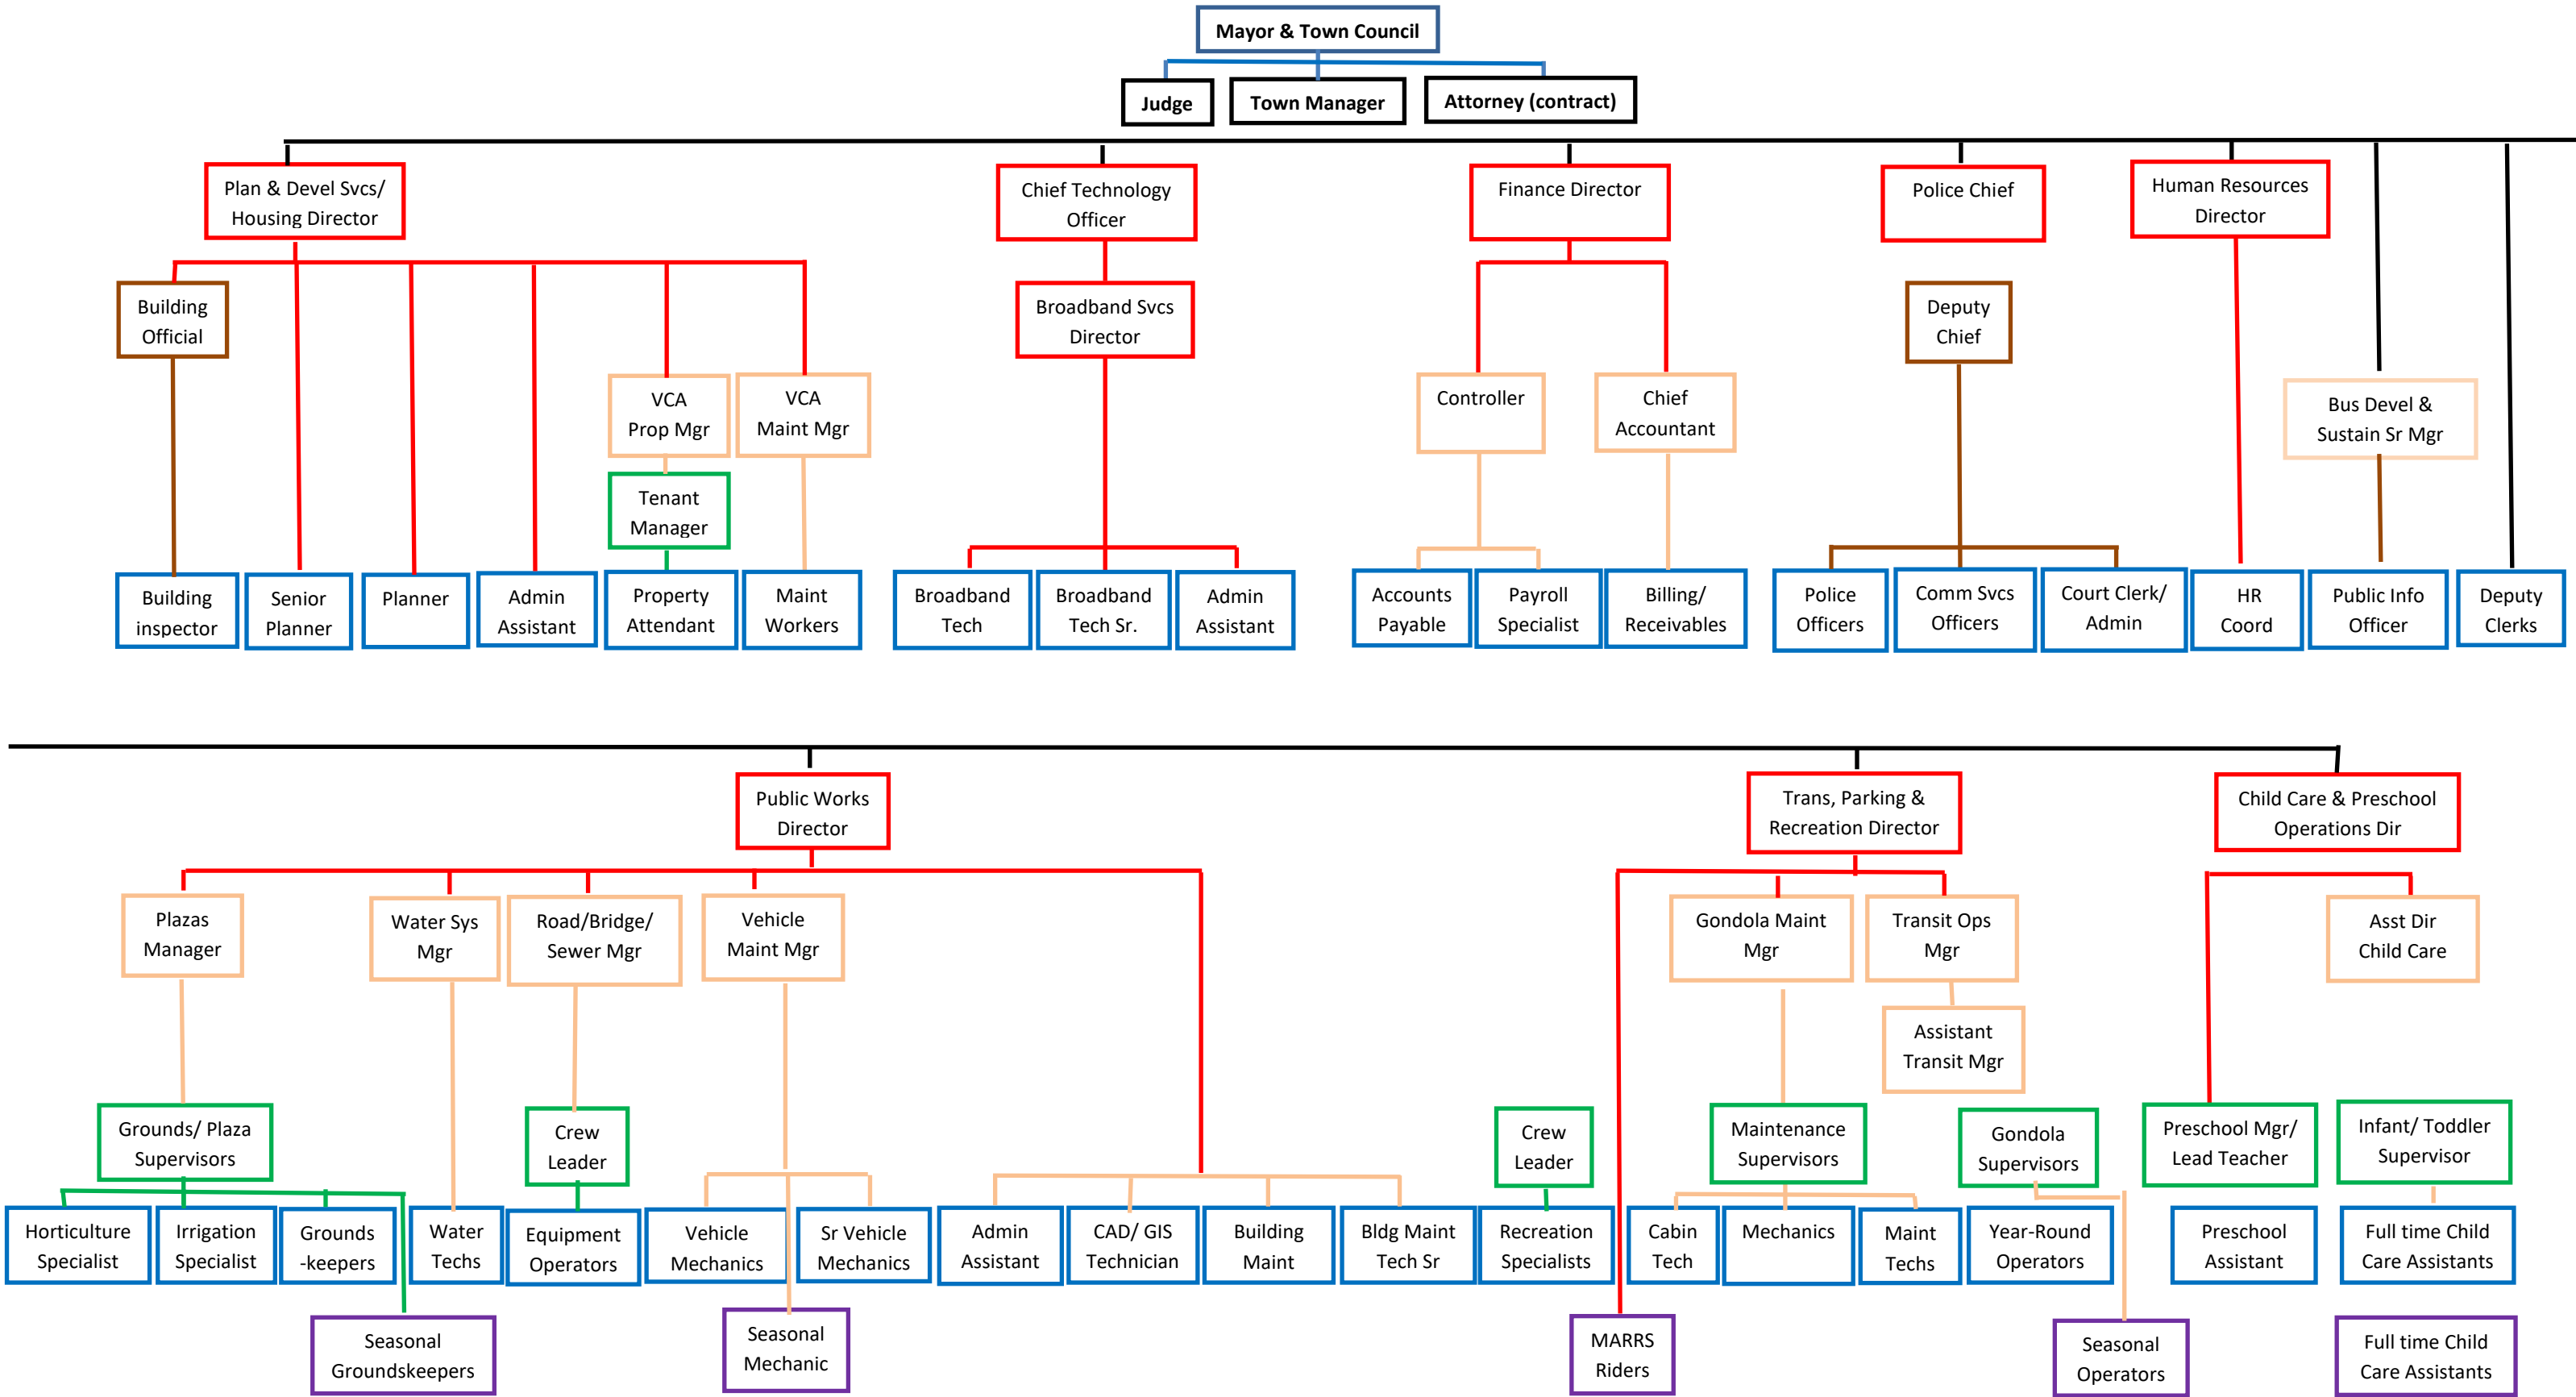 Mayor & Town Council
Judge
Town Manager
Attorney (contract)
Plan & Devel Svcs/
Housing Director
Chief Technology
Officer
Finance Director
Police Chief
Human Resources
Director
Building
Official
Broadband Svcs
Director
Deputy
Chief
VCA
Prop Mgr
VCA
Maint Mgr
Controller
Chief
Accountant
Bus Devel &
Sustain Sr Mgr
Tenant
Manager
Building
inspector
Senior
Planner
Planner
Admin
Assistant
Property
Attendant
Maint
Workers
Broadband
Tech
Broadband
Tech Sr.
Admin
Assistant
Accounts
Payable
Payroll
Specialist
Billing/
Receivables
Police
Officers
Comm Svcs
Officers
Court Clerk/
Admin
HR
Coord
Public Info
Officer
Deputy
Clerks
Public Works
Director
Trans, Parking &
Recreation Director
Child Care & Preschool
Operations Dir
Plazas
Manager
Water Sys
Mgr
Road/Bridge/
Sewer Mgr
Vehicle
Maint Mgr
Gondola Maint
Mgr
Transit Ops
Mgr
Asst Dir
Child Care
Assistant
Transit Mgr
Grounds/ Plaza
Supervisors
Crew
Leader
Crew
Leader
Maintenance
Supervisors
Gondola
Supervisors
Preschool Mgr/
Lead Teacher
Infant/ Toddler
Supervisor
Horticulture
Specialist
Irrigation
Specialist
Grounds
-keepers
Water
Techs
Equipment
Operators
Vehicle
Mechanics
Sr Vehicle
Mechanics
Admin
Assistant
CAD/ GIS
Technician
Building
Maint
Bldg Maint
Tech Sr
Recreation
Specialists
Cabin
Tech
Mechanics
Maint
Techs
Year-Round
Operators
Preschool
Assistant
Full time Child
Care Assistants
Seasonal
Groundskeepers
Seasonal
Mechanic
MARRS
Riders
Seasonal
Operators
Full time Child
Care Assistants